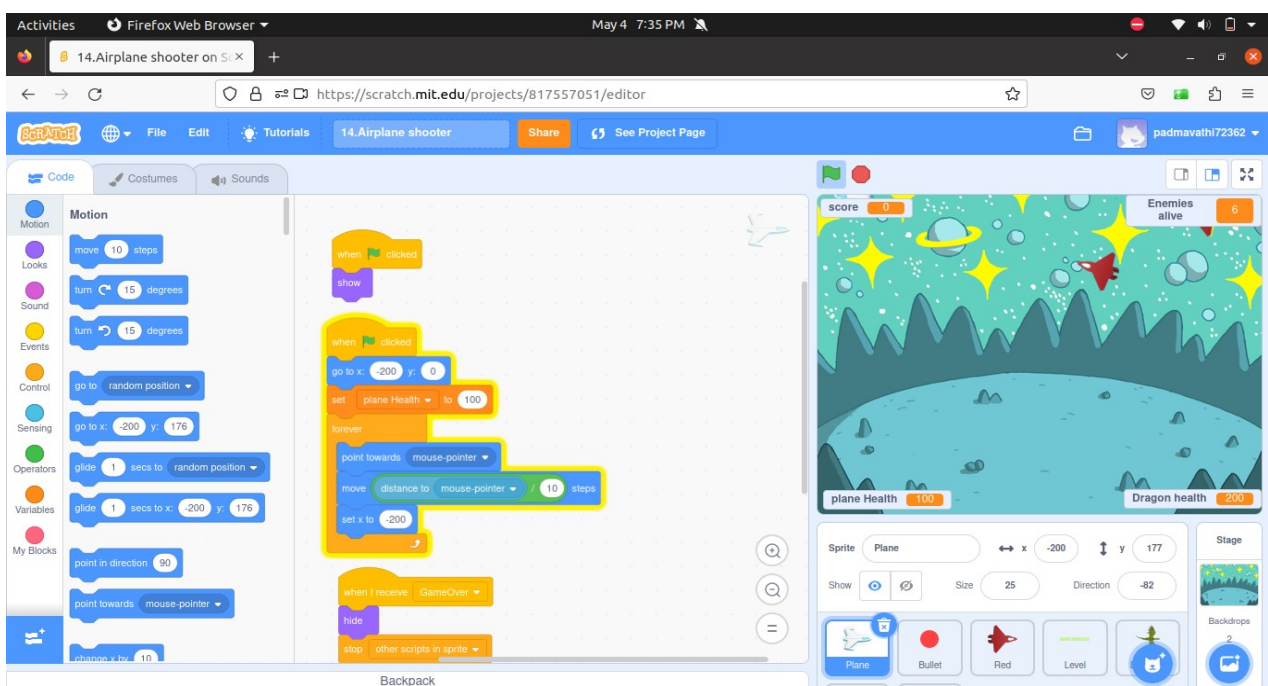 Activities
Firefox Web Browser
May 4 7:35 PM
14.Airplane shooter on Sc
https://scratch.mit.edu/projects/817557051/editor
SCRATCH
File
Edit
Tutorials
14.Airplane shooter
Share
See Project Page
padmavathi72362
Code
Costumes
Sounds
Motion
Looks
Sound
Events
Control
Sensing
Operators
Variables
My Blocks
Motion
move 10 steps
turn 15 degrees
turn 15 degrees
go to random position
go to x: -200 y: 176
glide 1 secs to random position
glide 1 secs to x: -200 y: 176
point in direction 90
point towards mouse-pointer
change x by 10
when clicked
show
when clicked
go to x: -200 y: 0
set plane Health to 100
forever
point towards mouse-pointer
move distance to mouse-pointer / 10 steps
set x to -200
when I receive GameOver
hide
stop other scripts in sprite
Backpack
score 0
Enemies alive 6
plane Health 100
Dragon health 200
Sprite Plane x -200 y 177
Show Size 25 Direction -82
Plane
Bullet
Red
Level
Stage
Backdrops
2